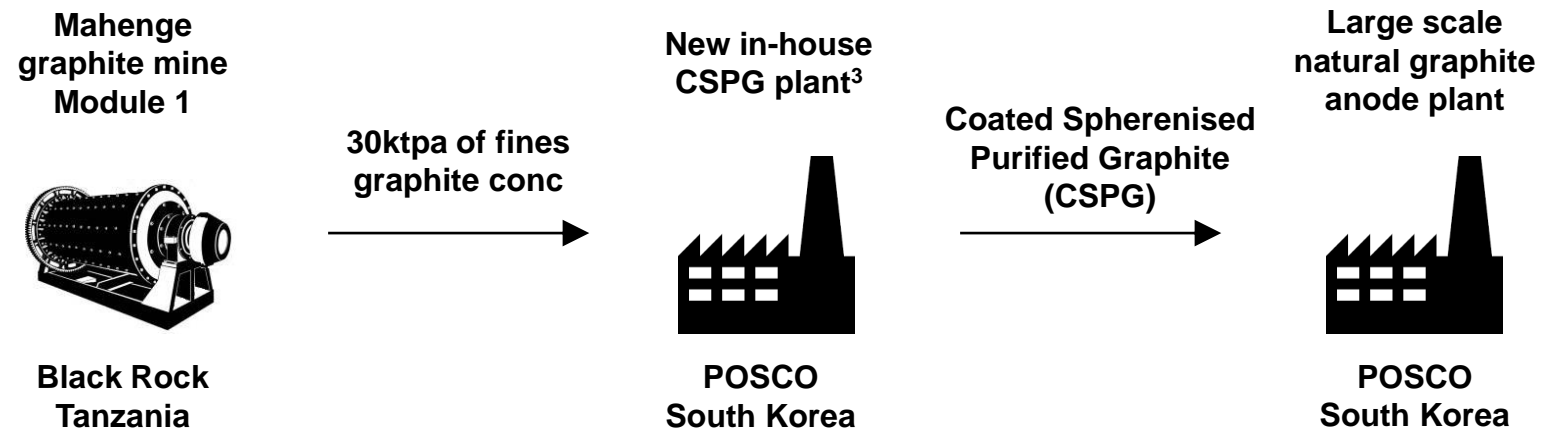 Mahenge
graphite mine
Module 1
30ktpa of fines
graphite conc
New in-house
CSPG plant³
Coated Spherenised
Purified Graphite
(CSPG)
Large scale
natural graphite
anode plant
Black Rock
Tanzania
POSCO
South Korea
POSCO
South Korea